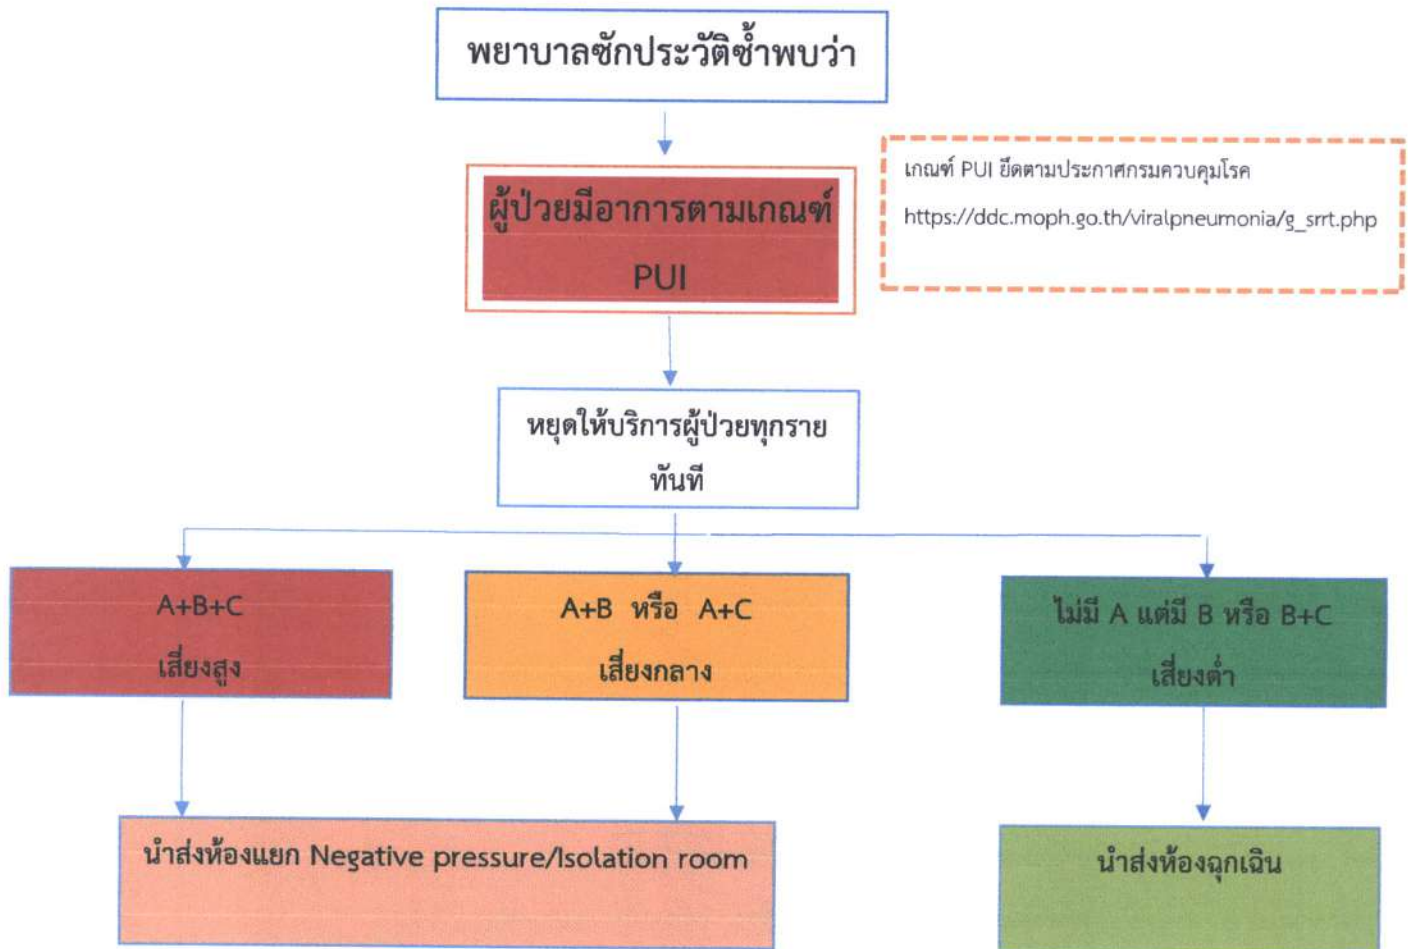 พยาบาลซักประวัติซ้ำพบว่า
ผู้ป่วยมีอาการตามเกณฑ์
PUI
เกณฑ์ PUI ยึดตามประกาศกรมควบคุมโรค
https://ddc.moph.go.th/viralpneumonia/g_srrt.php
หยุดให้บริการผู้ป่วยทุกราย
ทันที
A+B+C
เสี่ยงสูง
A+B หรือ A+C
เสี่ยงกลาง
ไม่มี A แต่มี B หรือ B+C
เสี่ยงต่ำ
นำส่งห้องแยก Negative pressure/Isolation room
นำส่งห้องฉุกเฉิน